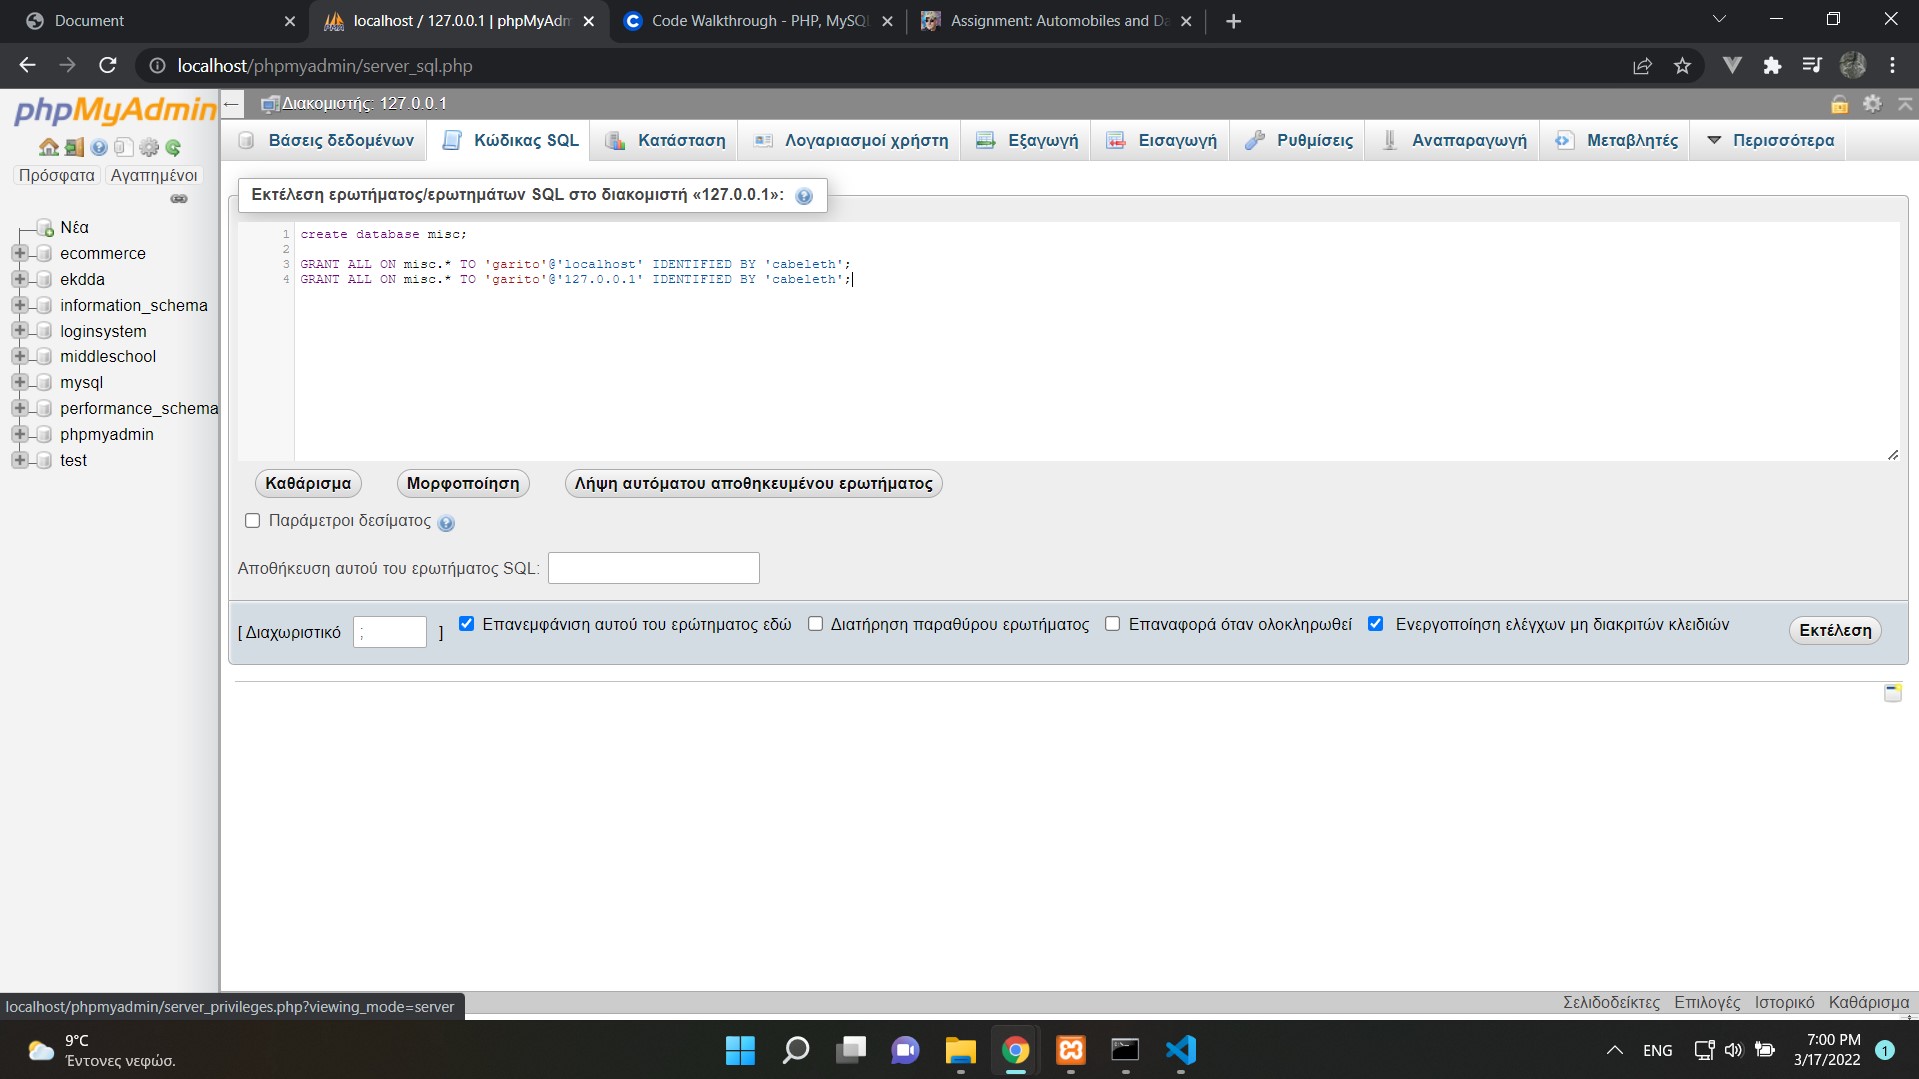 Document
localhost / 127.0.0.1 | phpMyAdm
Code Walkthrough - PHP, MySQL
Assignment: Automobiles and Da
localhost/phpmyadmin/server_sql.php
phpMyAdmin
Πρόσφατα Αγαπημένοι
Νέα
ecommerce
ekdda
information_schema
loginsystem
middleschool
mysql
performance_schema
phpmyadmin
test
Διακομιστής: 127.0.0.1
Βάσεις δεδομένων Κώδικας SQL Κατάσταση Λογαριασμοί χρήστη Εξαγωγή Εισαγωγή Ρυθμίσεις Αναπαραγωγή Μεταβλητές Περισσότερα
Εκτέλεση ερωτήματος/ερωτημάτων SQL στο διακομιστή «127.0.0.1»:
1 create database misc;
2
3 GRANT ALL ON misc.* TO 'garito'@'localhost' IDENTIFIED BY 'cabeleth';
4 GRANT ALL ON misc.* TO 'garito'@'127.0.0.1' IDENTIFIED BY 'cabeleth';
Καθάρισμα Μορφοποίηση Λήψη αυτόματου αποθηκευμένου ερωτήματος
Παράμετροι δεσίματος
Αποθήκευση αυτού του ερωτήματος SQL:
[ Διαχωριστικό ; ] Επανεμφάνιση αυτού του ερώτηματος εδώ Διατήρηση παραθύρου ερωτήματος Επαναφορά όταν ολοκληρωθεί Ενεργοποίηση ελέγχων μη διακριτών κλειδιών Εκτέλεση
localhost/phpmyadmin/server_privileges.php?viewing_mode=server
Σελιδοδείκτες Επιλογές Ιστορικό Καθάρισμα
9°C
Έντονες νεφώσ.
ENG
7:00 PM
3/17/2022
1